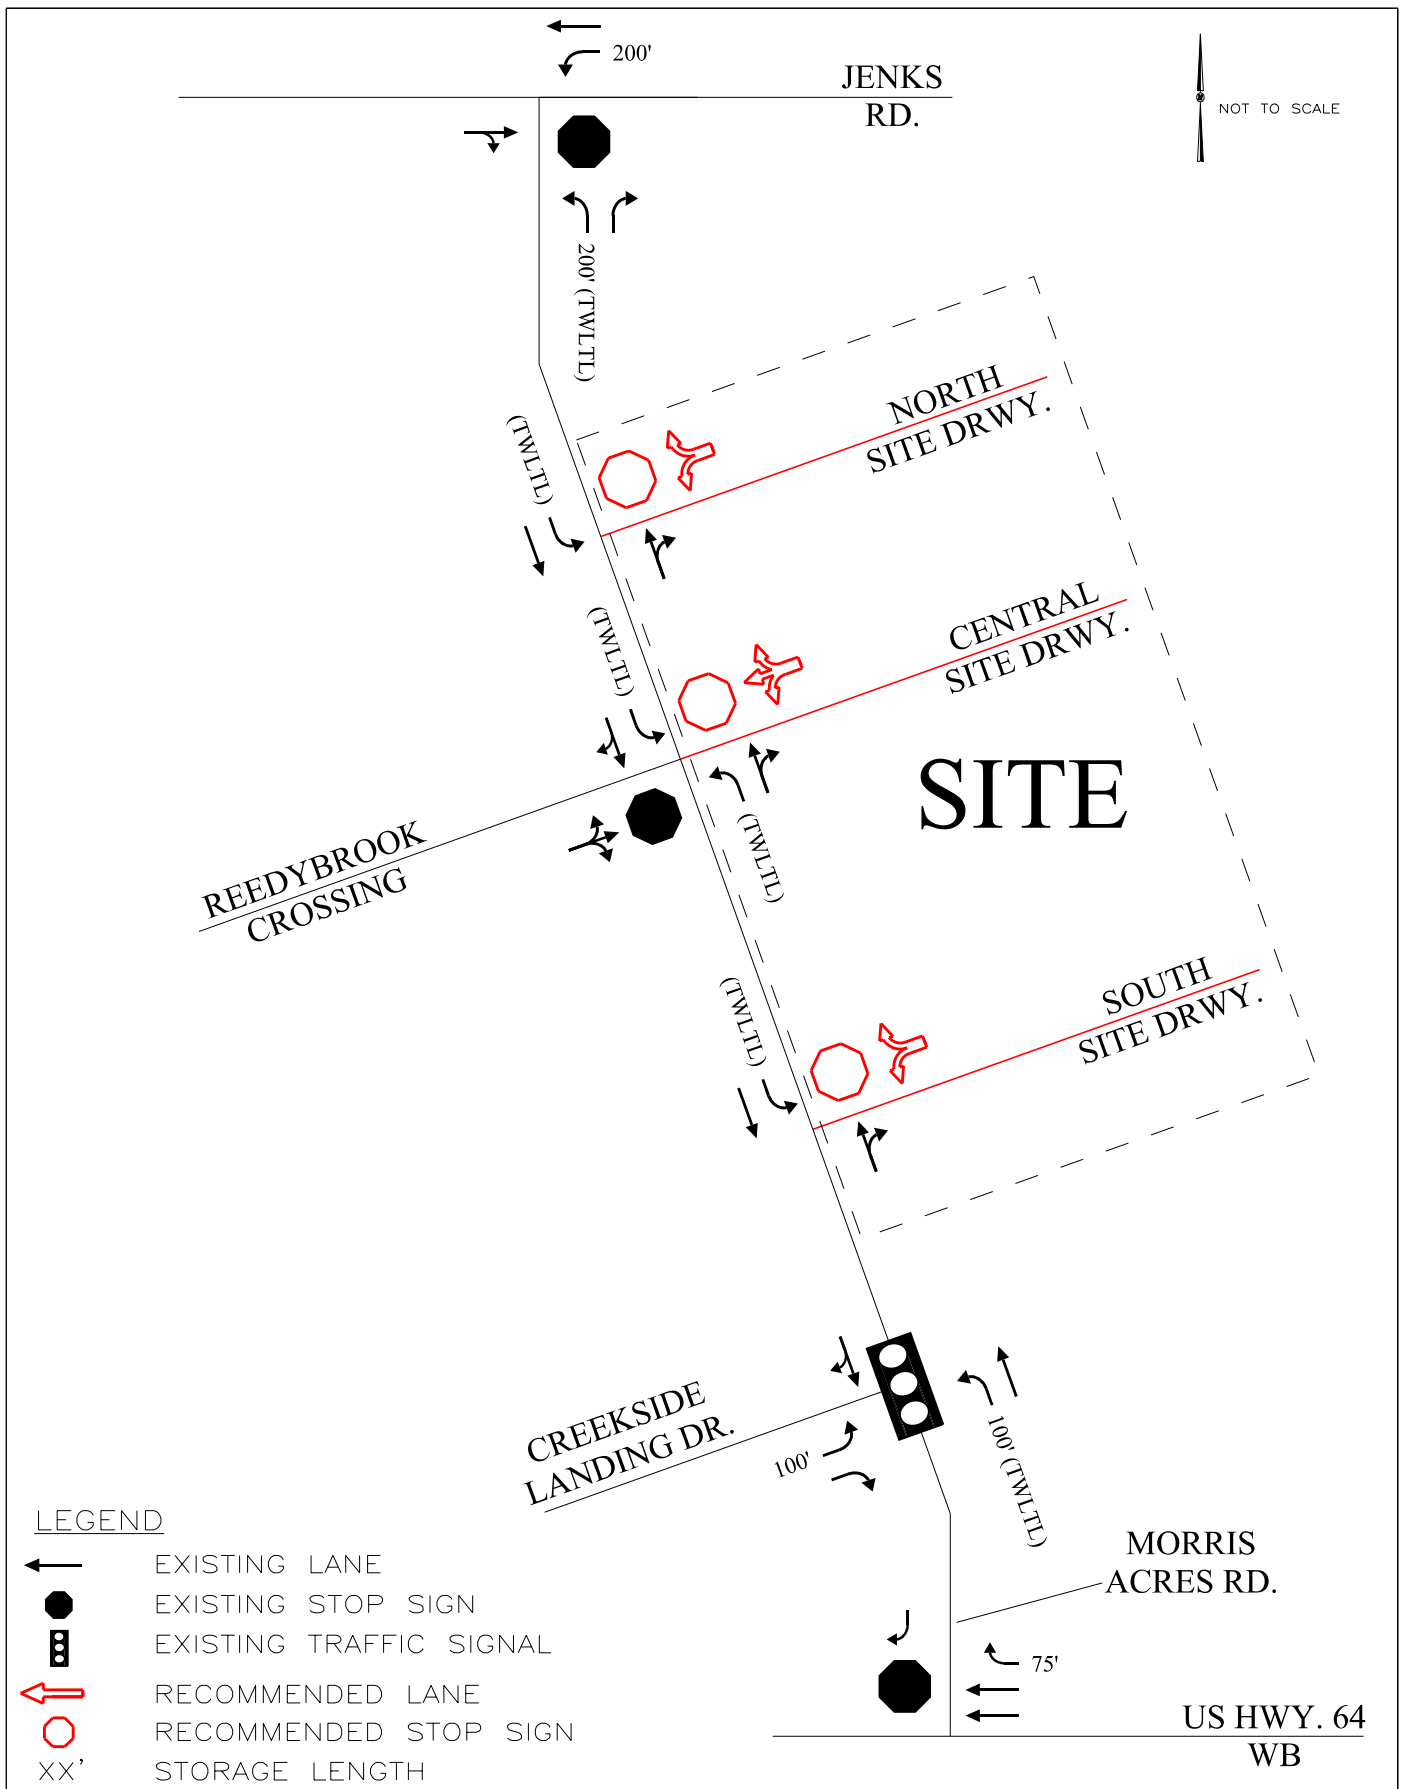 200'
JENKS
RD.
NOT TO SCALE
200' (TWLTL)
NORTH
SITE DRWY.
(TWLTL)
CENTRAL
SITE DRWY.
(TWLTL)
SITE
(TWLTL)
REEDYBROOK
CROSSING
SOUTH
SITE DRWY.
(TWLTL)
CREEKSIDE
LANDING DR.
100'
100' (TWLTL)
MORRIS
ACRES RD.
75'
US HWY. 64
WB
LEGEND
EXISTING LANE
EXISTING STOP SIGN
EXISTING TRAFFIC SIGNAL
RECOMMENDED LANE
RECOMMENDED STOP SIGN
XX' STORAGE LENGTH